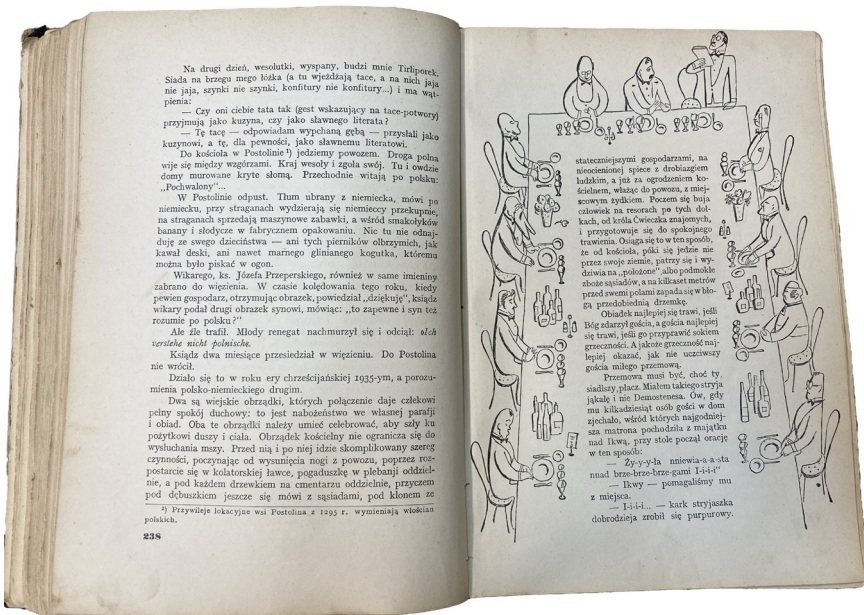 Na drugi dzień, wesolutki, wyspany, budzi mnie Tirliporek.
Siada na brzegu mego łóżka (a tu wjeżdżają tace, a na nich jaja
nie jaja, szynki nie szynki, konfitury nie konfitury...) i ma wąt-
pienia:
— Czy oni ciebie tata tak (gest wskazujący na tace-potwory)
przyjmują jako kuzyna, czy jako sławnego literata?
— Tę tacę — odpowiadam wypchaną gębą — przysłali jako
kuzynowi, a tę, dla pewności, jako sławnemu literatowi.
Do kościoła w Postolinie ¹) jedziemy powozem. Droga polna
wije się między wzgórzami. Kraj wesoły i zgoła swój. Tu i owdzie
domy murowane kryte słomą. Przechodnie witają po polsku:
„Pochwalony"...
W Postolinie odpust. Tłum ubrany z niemiecka, mówi po
niemiecku, przy straganach wydzierają się niemieccy przekupnie,
na straganach sprzedają maszynowe zabawki, a wśród smakołyków
banany i słodycze w fabrycznem opakowaniu. Nic tu nie odnaj-
duję ze swego dzieciństwa — ani tych pierników olbrzymich, jak
kawał deski, ani nawet marnego glinianego kogutka, któremu
można było piskać w ogon.
Wikarego, ks. Józefa Przeperskiego, również w same imieniny
zabrano do więzienia. W czasie kolędowania tego roku, kiedy
pewien gospodarz, otrzymując obrazek, powiedział „dziękuję", ksiądz
wikary podał drugi obrazek synowi, mówiąc: „to zapewne i syn też
rozumie po polsku?"
Ale źle trafił. Młody renegat nachmurzył się i odciął: »Ich
verstehe nicht polnische.
Ksiądz dwa miesiące przesiedział w więzieniu. Do Postolina
nie wrócił.
Działo się to w roku ery chrześcijańskiej 1935-ym, a porozu-
mienia polsko-niemieckiego drugim.
Dwa są wiejskie obrządki, których połączenie daje człekowi
pełny spokój duchowy: to jest nabożeństwo we własnej parafji
i obiad. Oba te obrządki należy umieć celebrować, aby szły ku
pożytkowi duszy i ciała. Obrządek kościelny nie ogranicza się do
wysłuchania mszy. Przed nią i po niej idzie skomplikowany szereg
czynności, poczynając od wysunięcia nogi z powozu, poprzez roz-
postarcie się w kolatorskiej ławce, pogaduszkę w plebanji oddziel-
nie, a pod każdem drzewkiem na cmentarzu oddzielnie, przyczem
pod dębuszkiem jeszcze się mówi z sąsiadami, pod klonem ze
¹) Przywileje lokacyjne wsi Postolina z 1295 r. wymieniają włościan
polskich.
238
stateczniejszymi gospodarzami, na
nieocienionej spiece z drobiazgiem
ludzkim, a już za ogrodzeniem ko-
ścielnem, włażąc do powozu, z miej-
scowym żydkiem. Poczem się buja
człowiek na resorach po tych doł-
kach, od króla Ćwieczka znajomych,
i przygotowuje się do spokojnego
trawienia. Osiąga się to w ten sposób,
że od kościoła, póki się jedzie nie
przez swoje ziemie, patrzy się i wy-
dziwia na „położone", albo podmokłe
zboże sąsiadów, a na kilkaset metrów
przed swemi polami zapada się w bło-
gą przedobiednią drzemkę.
Obiadek najlepiej się trawi, jeśli
Bóg zdarzył gościa, a gościa najlepiej
się trawi, jeśli go przyprawić sokiem
grzeczności. A jakoże grzeczność naj-
lepiej okazać, jak nie uczciwszy
gościa miłego przemową.
Przemowa musi być, choć ty,
siadlszy, płacz. Miałem takiego stryja
jąkałę i nie Demostenesa. Ów, gdy
mu kilkadziesiąt osób gości w dom
zjechało, wśród których najgodniej-
sza matrona pochodziła z majątku
nad Ikwą, przy stole począł orację
w ten sposób:
— Ży-y-y-ła nniewia-a-a-sta
nnad brze-brze-brze-gami I-i-i-i"
— Ikwy — pomagaliśmy mu
z miejsca.
— I-i-i-i... — kark stryjaszka
dobrodzieja zrobił się purpurowy.